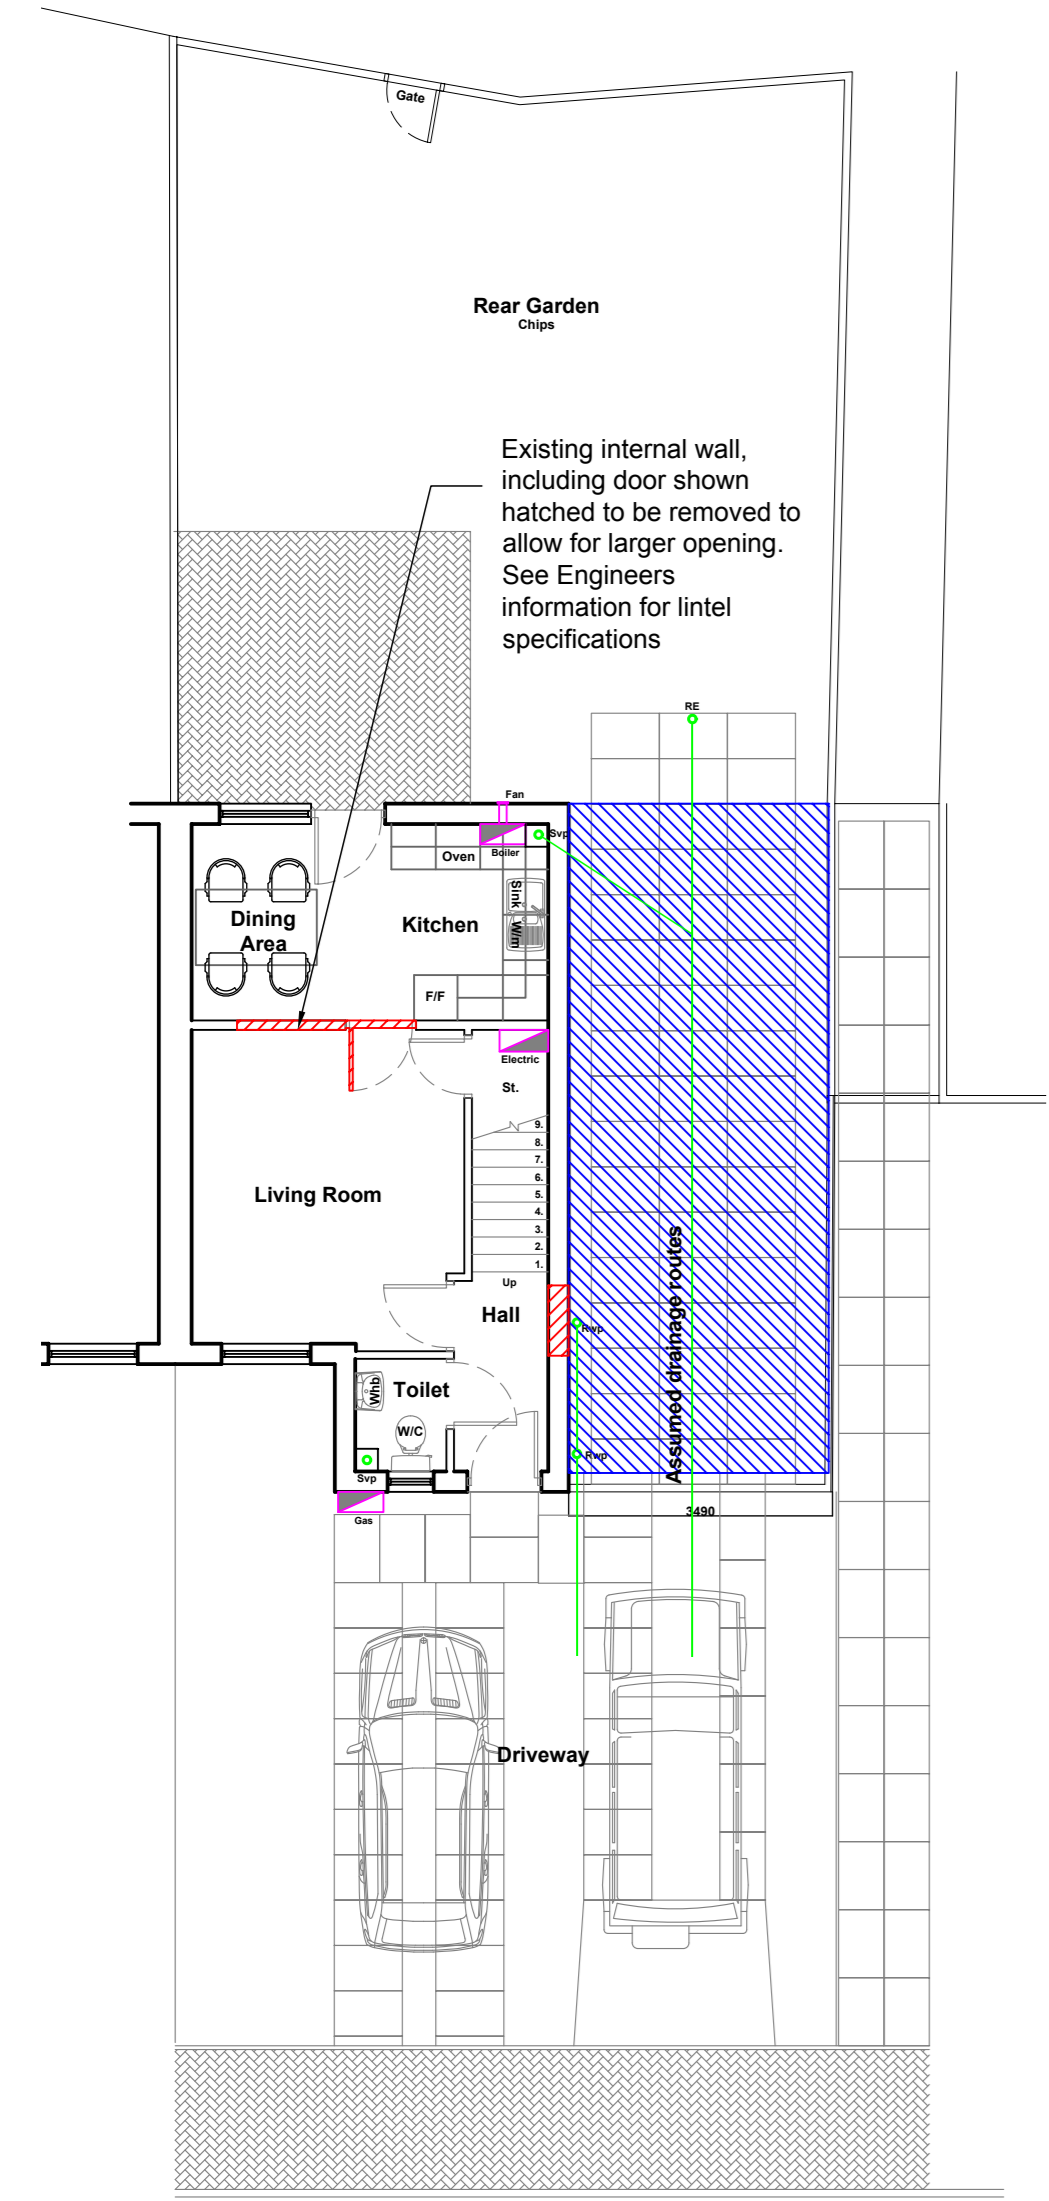 Gate
Rear Garden
Chips
Existing internal wall,
including door shown
hatched to be removed to
allow for larger opening.
See Engineers
information for lintel
specifications
RE
Fan
Svp
Oven
Boiler
Sink
W/m
Dining
Area
Kitchen
F/F
Electric
St.
9.
8.
7.
6.
5.
4.
3.
2.
1.
Up
Living Room
Hall
Rwp
Assumed drainage routes
Toilet
Whb
W/C
Rwp
Svp
Gas
3490
Driveway